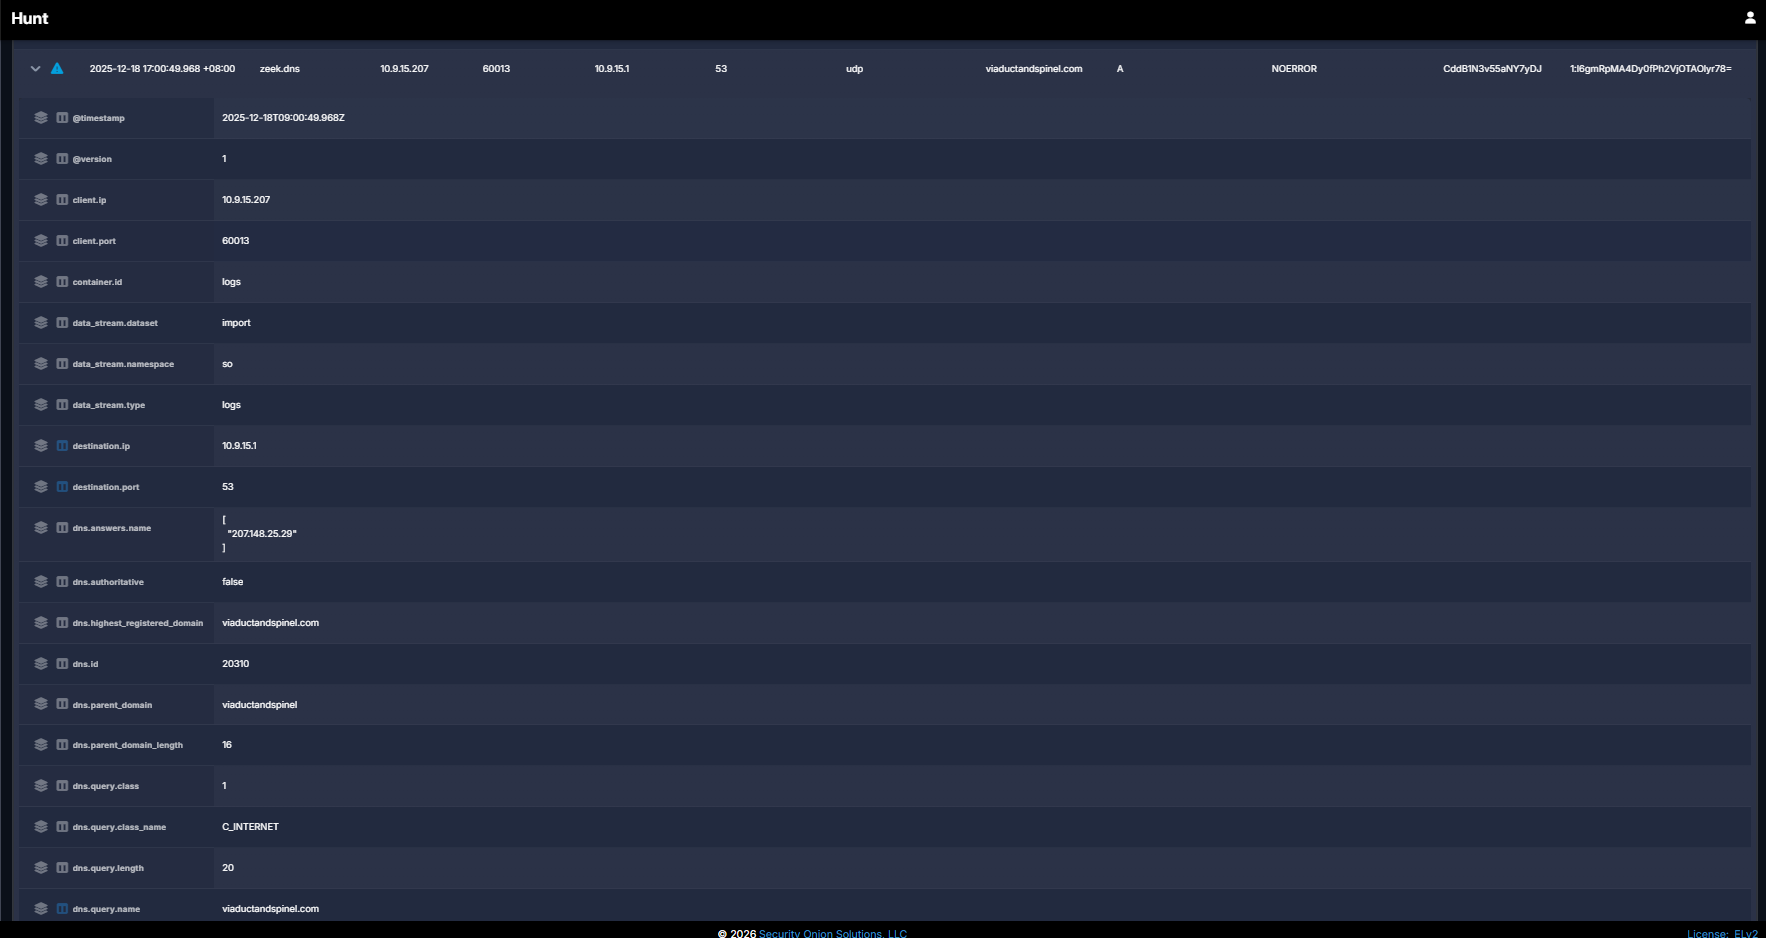 Hunt
2025-12-18 17:00:49.968 +08:00 zeek.dns 10.9.15.207 60013 10.9.15.1 53 udp viaductandspinel.com A NOERROR CddB1N3v55aNY7yDJ 1:l6gmRpMA4Dy0fPh2VjOTAOlyr78=
@timestamp 2025-12-18T09:00:49.968Z
@version 1
client.ip 10.9.15.207
client.port 60013
container.id logs
data_stream.dataset import
data_stream.namespace so
data_stream.type logs
destination.ip 10.9.15.1
destination.port 53
dns.answers.name [
"207.148.25.29"
]
dns.authoritative false
dns.highest_registered_domain viaductandspinel.com
dns.id 20310
dns.parent_domain viaductandspinel
dns.parent_domain_length 16
dns.query.class 1
dns.query.class_name C_INTERNET
dns.query.length 20
dns.query.name viaductandspinel.com
© 2026 Security Onion Solutions, LLC License: ELv2